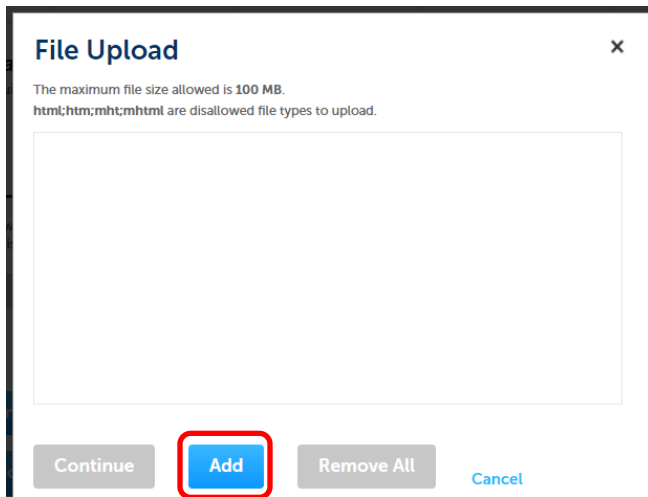 File Upload
×
The maximum file size allowed is 100 MB.
html;htm;mht;mhtml are disallowed file types to upload.
Continue
Add
Remove All
Cancel